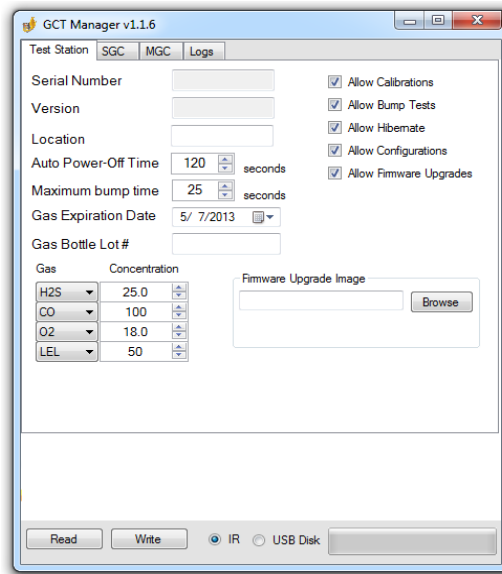 GCT Manager v1.1.6
Test Station SGC MGC Logs
Serial Number
Version
Location
Auto Power-Off Time 120 seconds
Maximum bump time 25 seconds
Gas Expiration Date 5/ 7/2013
Gas Bottle Lot #
Allow Calibrations
Allow Bump Tests
Allow Hibernate
Allow Configurations
Allow Firmware Upgrades
Gas Concentration
H2S 25.0
CO 100
O2 18.0
LEL 50
Firmware Upgrade Image
Browse
Read Write IR USB Disk